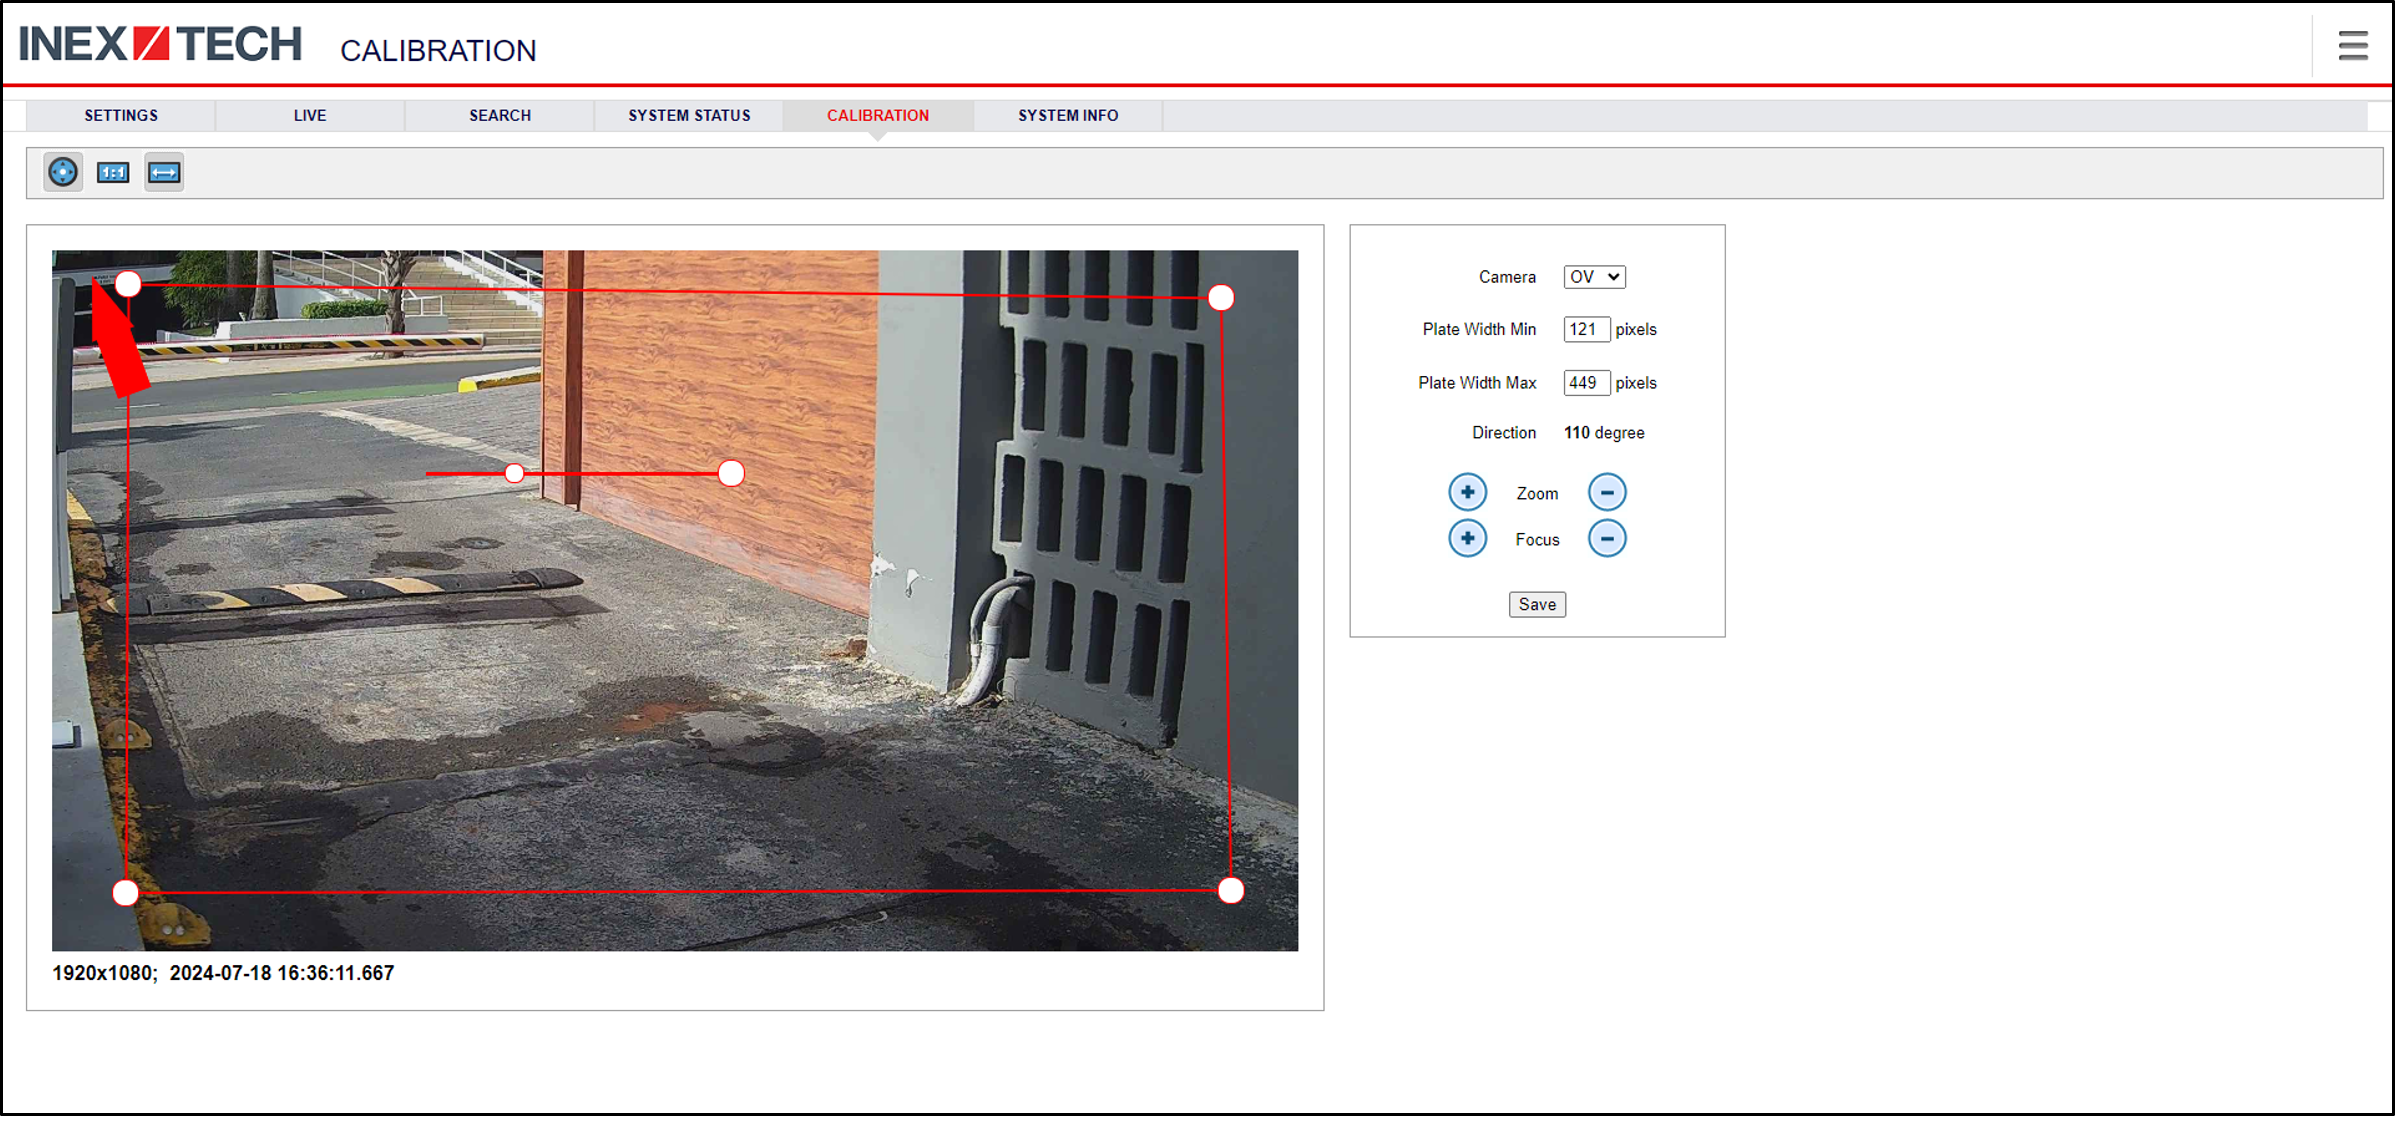 INEX TECH CALIBRATION
SETTINGS LIVE SEARCH SYSTEM STATUS CALIBRATION SYSTEM INFO
1:1
Camera OV
Plate Width Min 121 pixels
Plate Width Max 449 pixels
Direction 110 degree
+ Zoom −
+ Focus −
Save
1920x1080; 2024-07-18 16:36:11.667